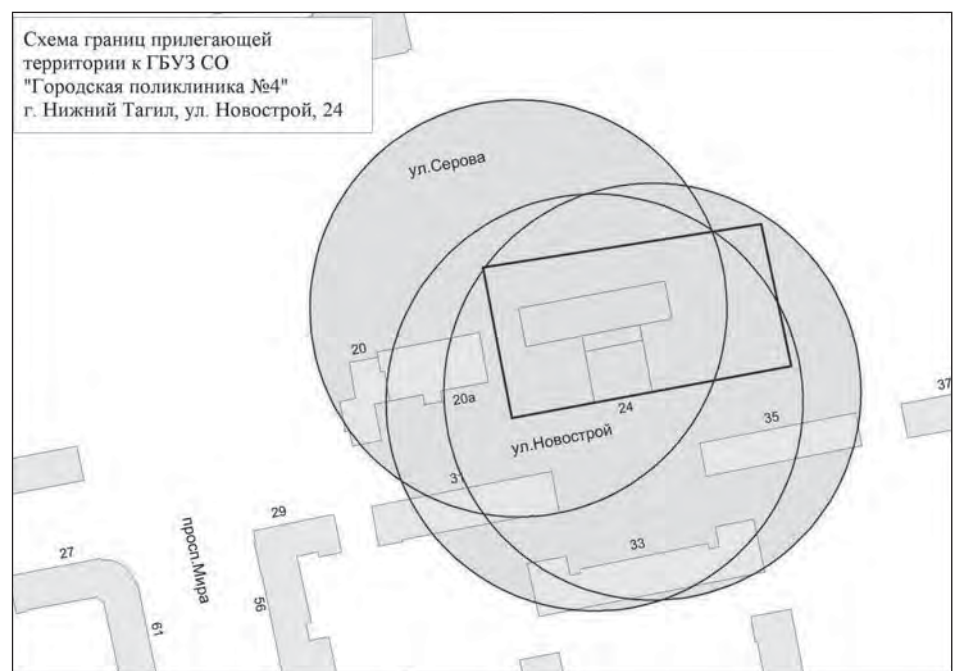 Схема границ прилегающей
территории к ГБУЗ СО
"Городская поликлиника №4"
г. Нижний Тагил, ул. Новострой, 24
ул.Серова
20
20а
24
37
35
ул.Новострой
31
29
33
просп.Мира
27
56
61